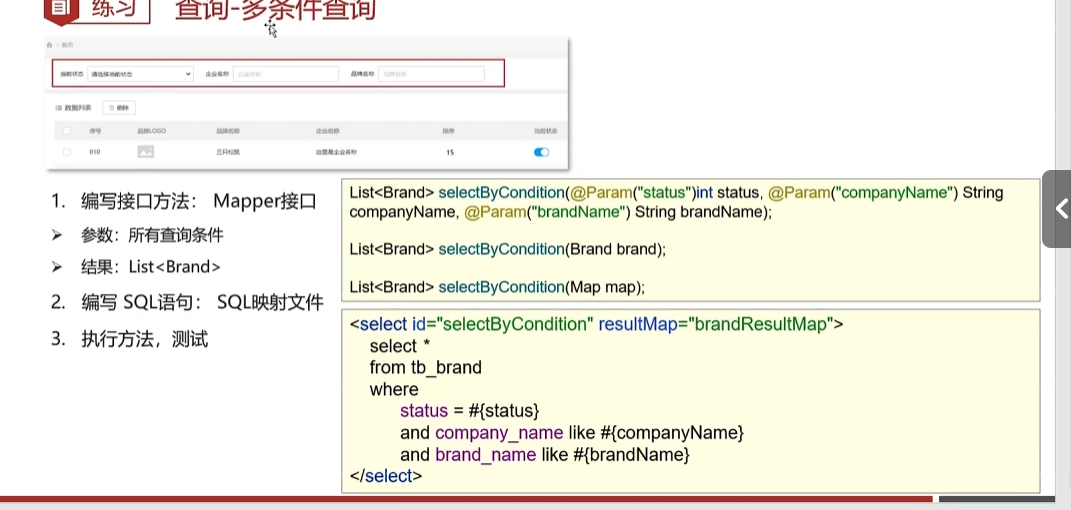 练习 查询-多条件查询
首页
当前状态 请选择当前状态 企业名称 企业名称 品牌名称 品牌名称
数据列表 删除
序号 品牌LOGO 品牌名称 企业名称 排序 当前状态
010 三只松鼠 这里是企业名称 15
1. 编写接口方法： Mapper接口
➢ 参数：所有查询条件
➢ 结果：List<Brand>
2. 编写 SQL语句： SQL映射文件
3. 执行方法，测试
List<Brand> selectByCondition(@Param("status")int status, @Param("companyName") String
companyName, @Param("brandName") String brandName);
List<Brand> selectByCondition(Brand brand);
List<Brand> selectByCondition(Map map);
<select id="selectByCondition" resultMap="brandResultMap">
select *
from tb_brand
where
status = #{status}
and company_name like #{companyName}
and brand_name like #{brandName}
</select>